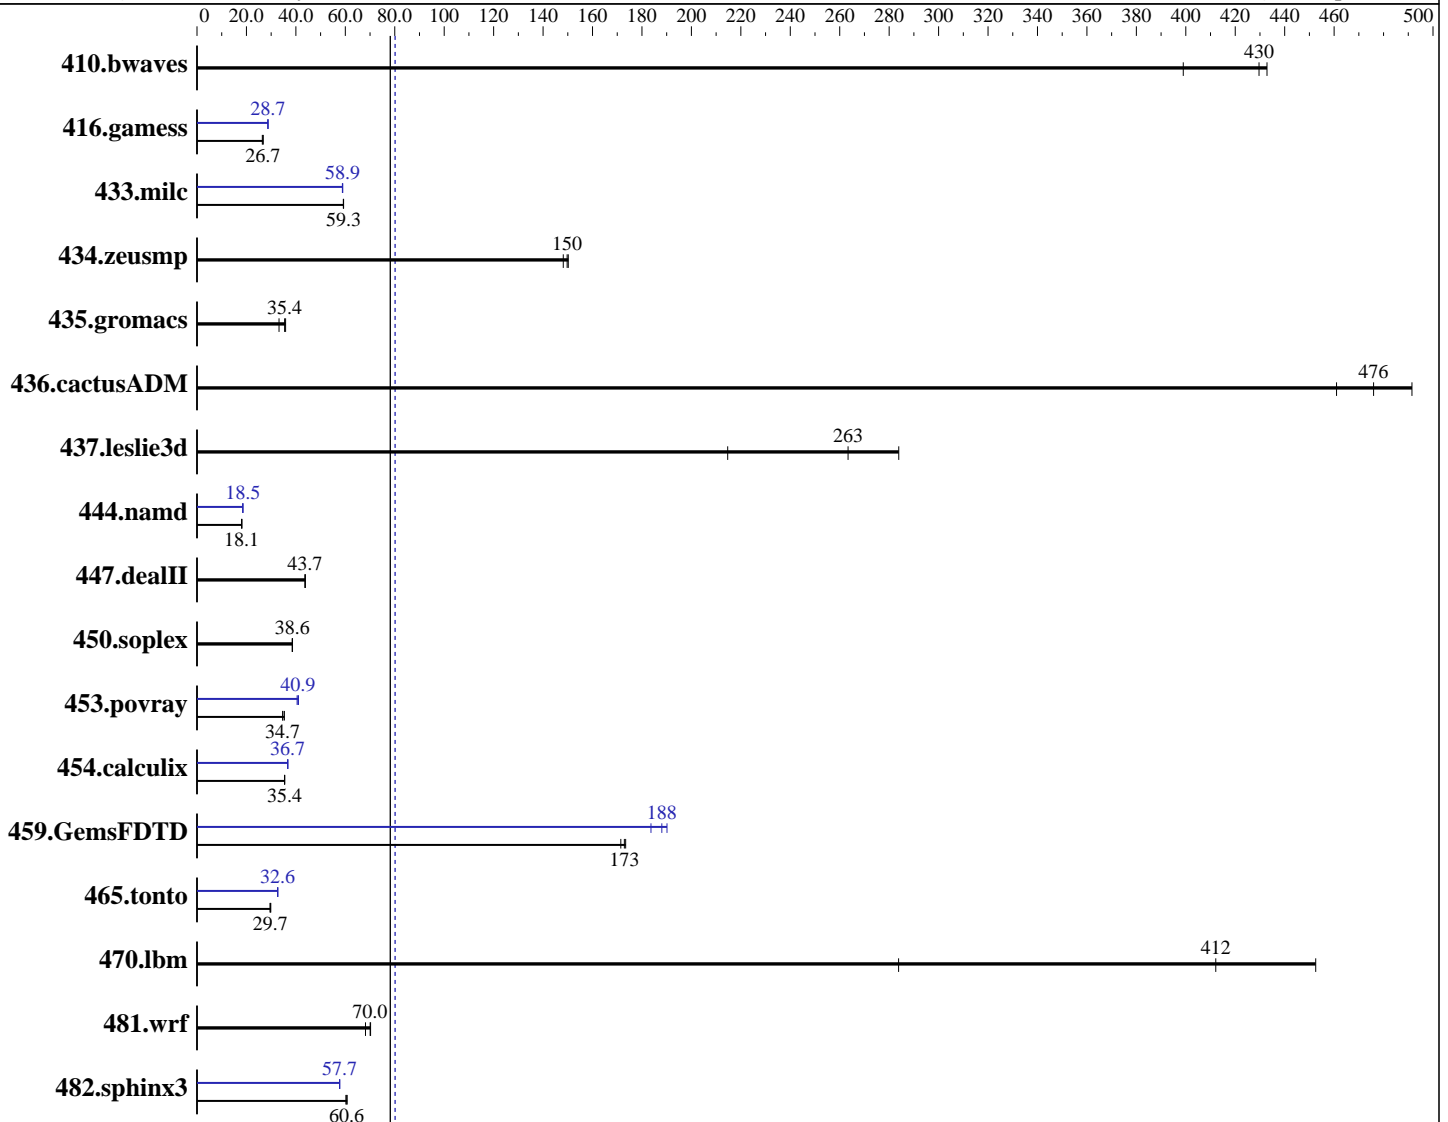 0 20.0 40.0 60.0 80.0 100 120 140 160 180 200 220 240 260 280 300 320 340 360 380 400 420 440 460 500
430
410.bwaves
28.7
416.gamess
26.7
58.9
433.milc
59.3
150
434.zeusmp
35.4
435.gromacs
476
436.cactusADM
263
437.leslie3d
18.5
444.namd
18.1
43.7
447.dealII
38.6
450.soplex
40.9
453.povray
34.7
36.7
454.calculix
35.4
188
459.GemsFDTD
173
32.6
465.tonto
29.7
412
470.lbm
70.0
481.wrf
57.7
482.sphinx3
60.6